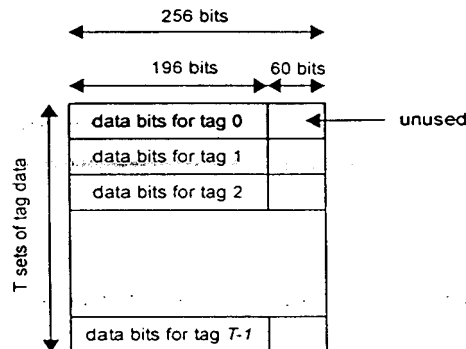 256 bits
196 bits
60 bits
data bits for tag 0
unused
data bits for tag 1
data bits for tag 2
T sets of tag data
data bits for tag T-1